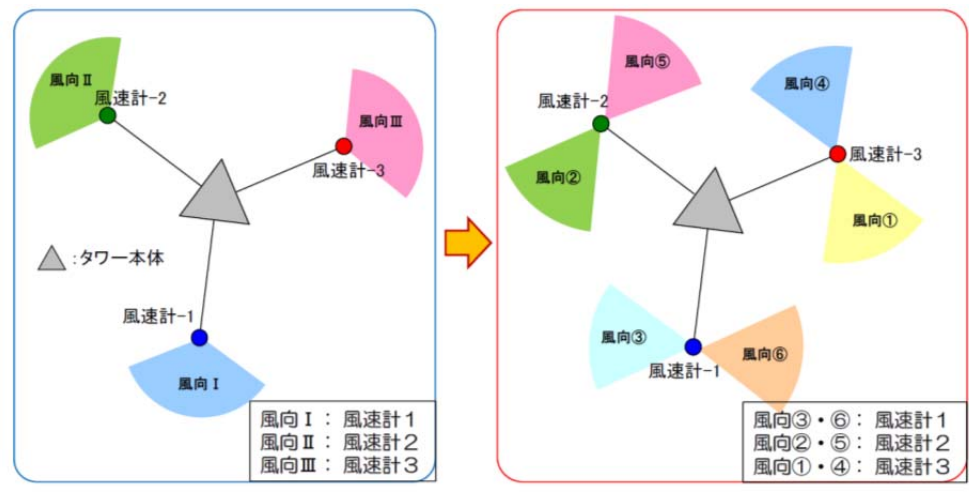 風向Ⅱ
風速計-2
風向Ⅲ
風速計-3
:タワー本体
風速計-1
風向Ⅰ
風向Ⅰ： 風速計１
風向Ⅱ： 風速計２
風向Ⅲ： 風速計３
風向⑤
風向④
風速計-2
風速計-3
風向②
風向①
風向③
風向⑥
風速計-1
風向③・⑥： 風速計１
風向②・⑤： 風速計２
風向①・④： 風速計３